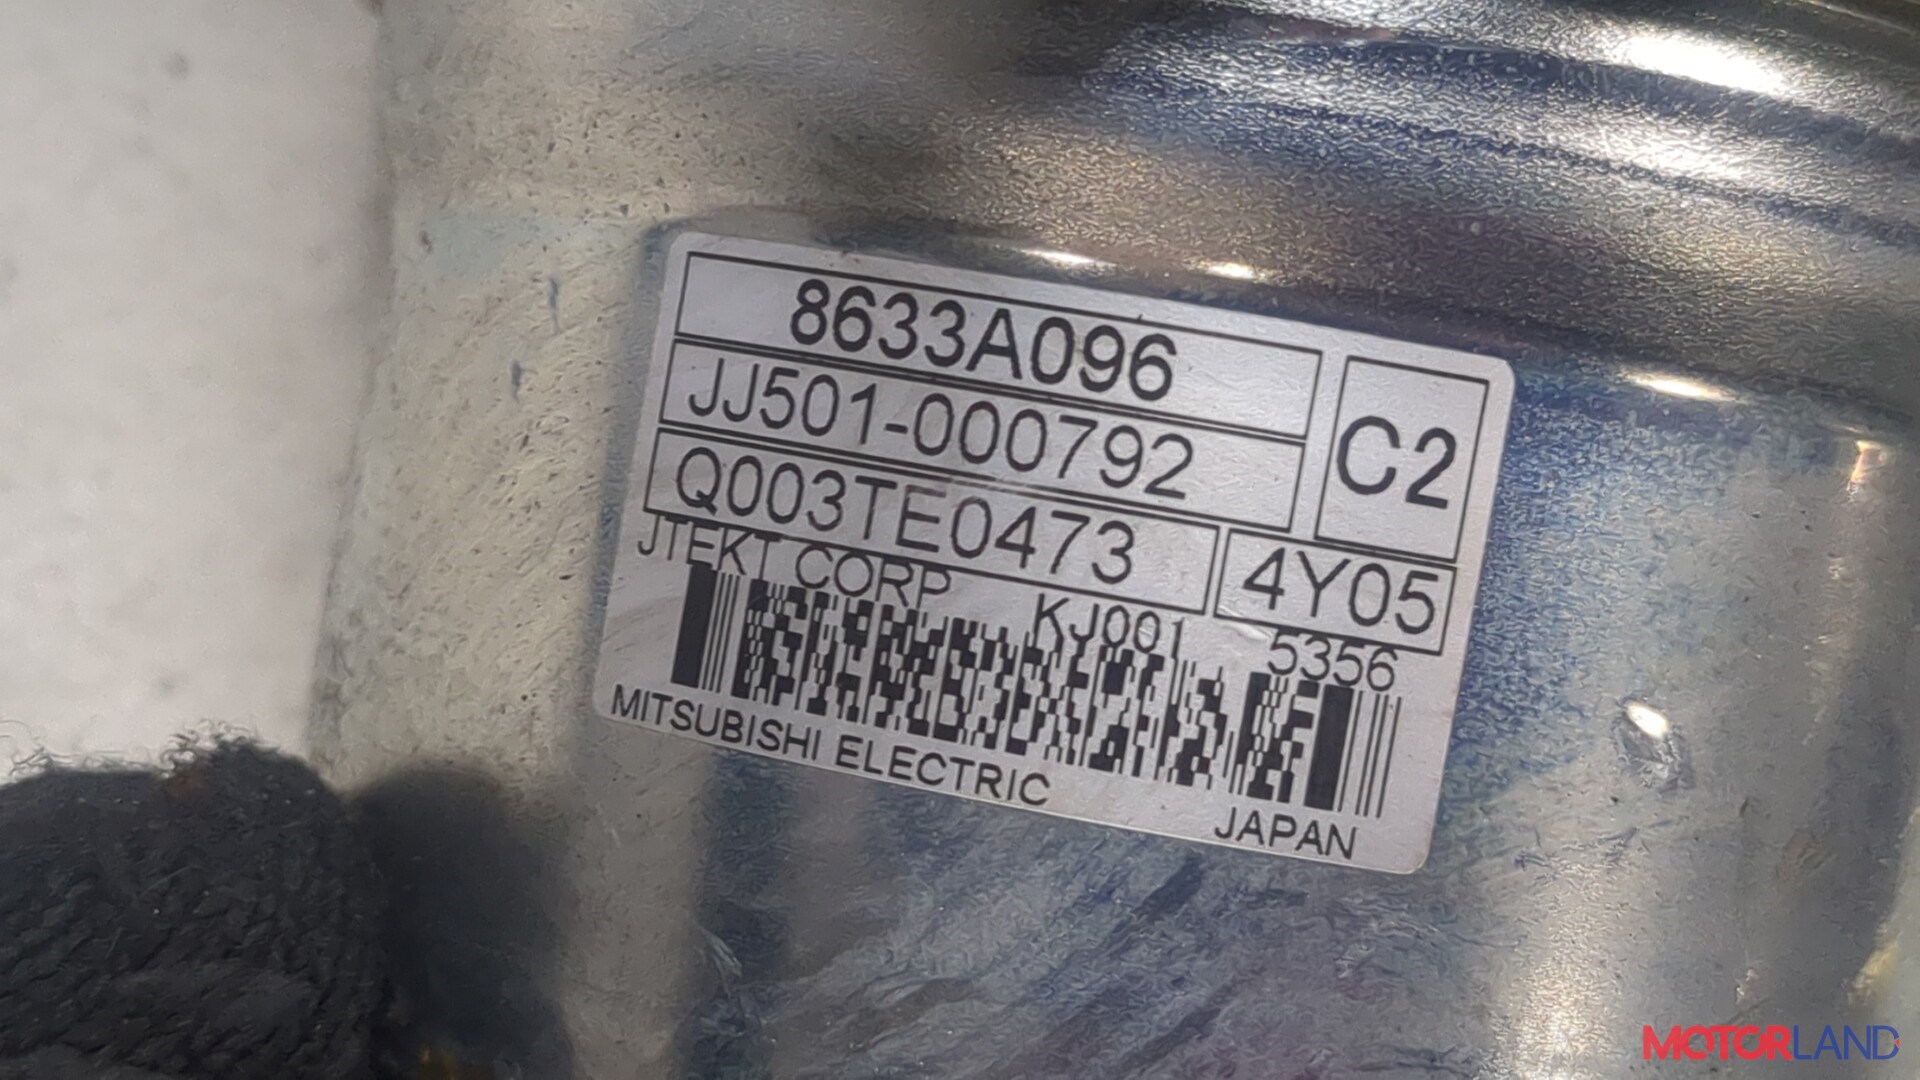 8633A096
C2
JJ501-000792
Q003TE0473
4Y05
JTEKT CORP KJ001 5356
MITSUBISHI ELECTRIC
JAPAN
MOTORLAND